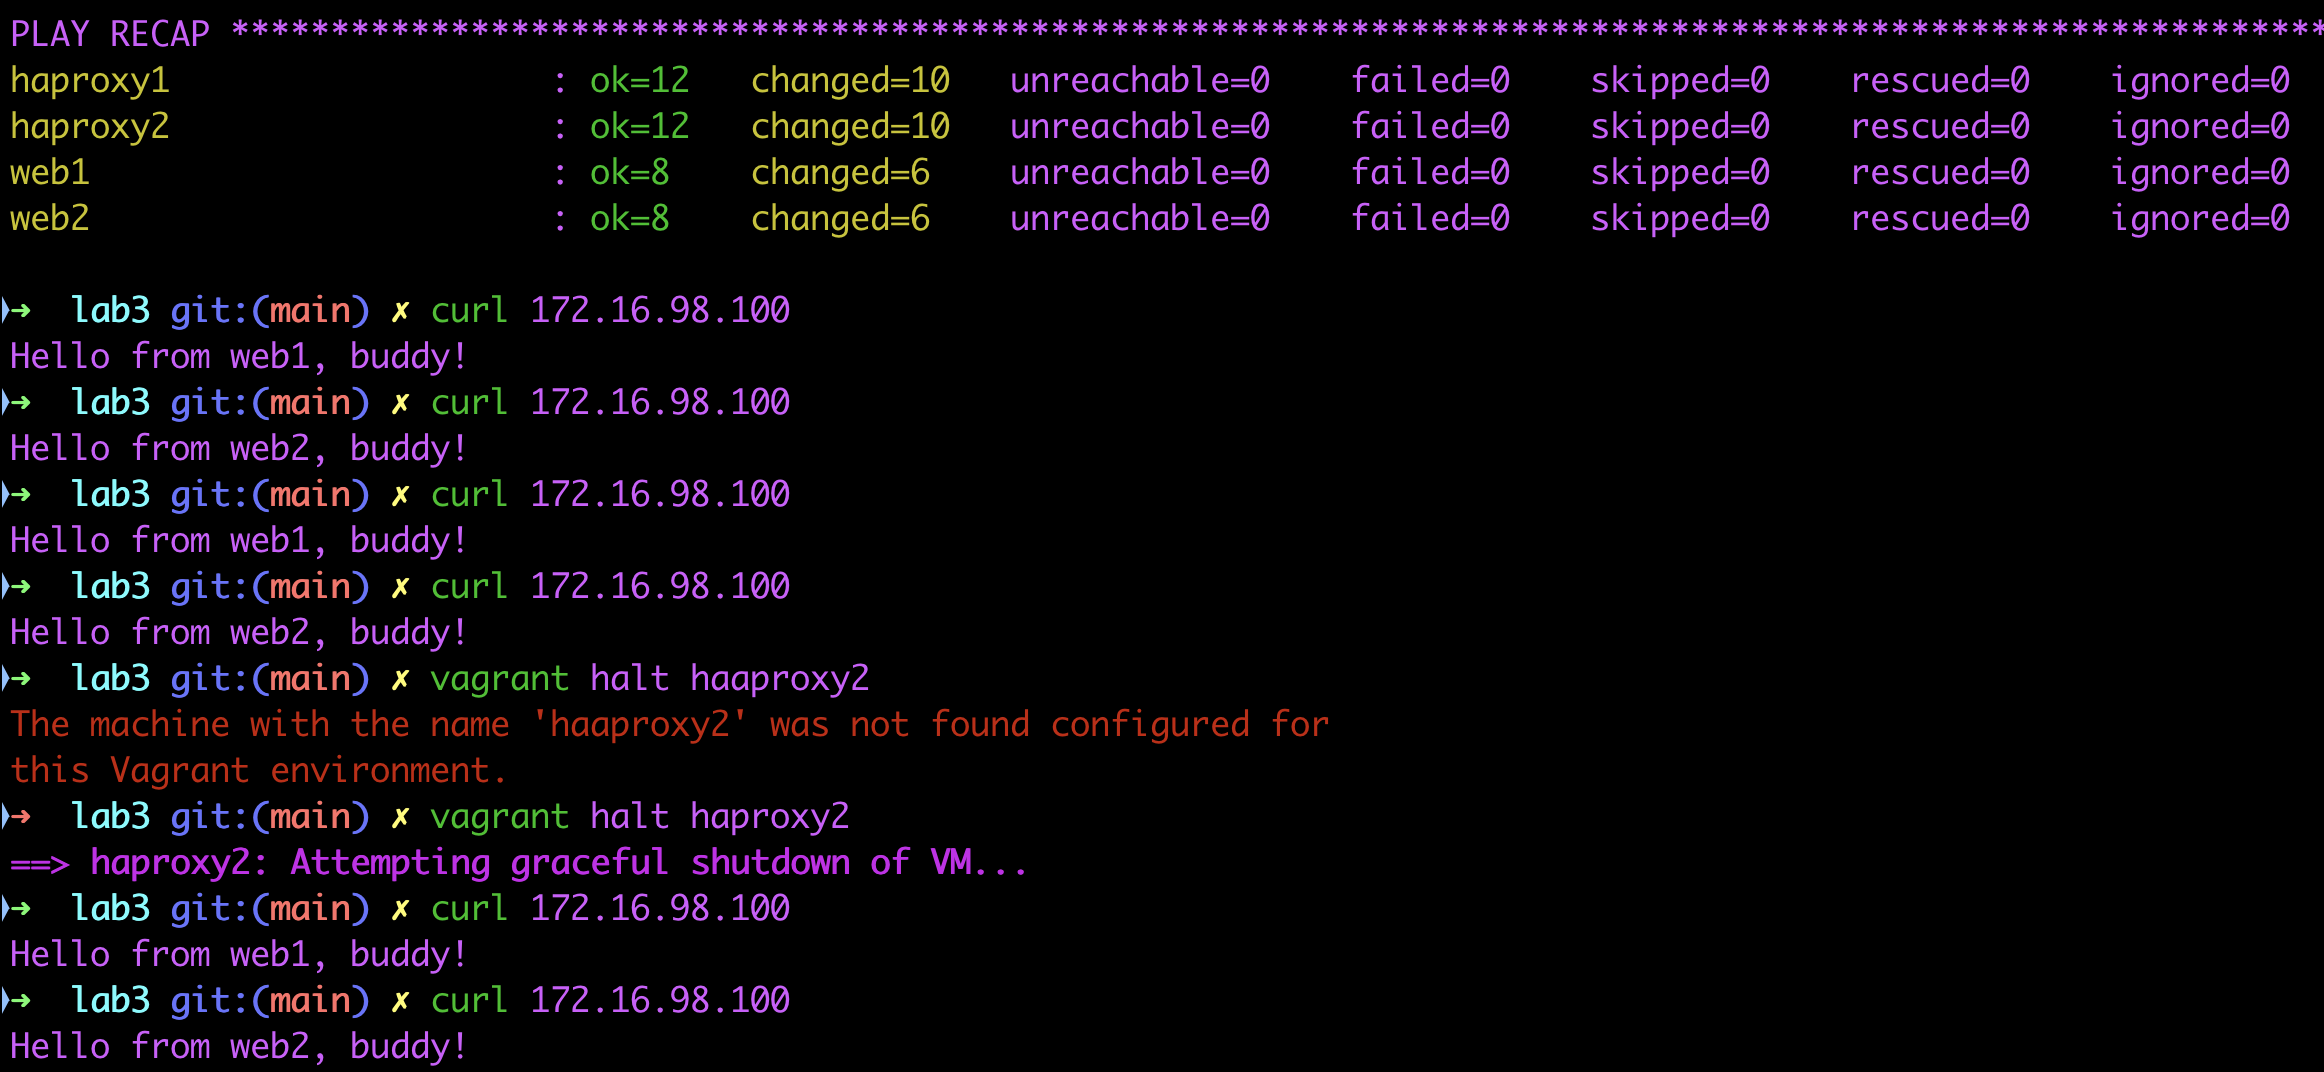 PLAY RECAP *********************************************************************************************************
haproxy1                   : ok=12   changed=10   unreachable=0    failed=0    skipped=0    rescued=0    ignored=0
haproxy2                   : ok=12   changed=10   unreachable=0    failed=0    skipped=0    rescued=0    ignored=0
web1                       : ok=8    changed=6    unreachable=0    failed=0    skipped=0    rescued=0    ignored=0
web2                       : ok=8    changed=6    unreachable=0    failed=0    skipped=0    rescued=0    ignored=0
➜  lab3 git:(main) ✗ curl 172.16.98.100
Hello from web1, buddy!
➜  lab3 git:(main) ✗ curl 172.16.98.100
Hello from web2, buddy!
➜  lab3 git:(main) ✗ curl 172.16.98.100
Hello from web1, buddy!
➜  lab3 git:(main) ✗ curl 172.16.98.100
Hello from web2, buddy!
➜  lab3 git:(main) ✗ vagrant halt haaproxy2
The machine with the name 'haaproxy2' was not found configured for
this Vagrant environment.
➜  lab3 git:(main) ✗ vagrant halt haproxy2
==> haproxy2: Attempting graceful shutdown of VM...
➜  lab3 git:(main) ✗ curl 172.16.98.100
Hello from web1, buddy!
➜  lab3 git:(main) ✗ curl 172.16.98.100
Hello from web2, buddy!